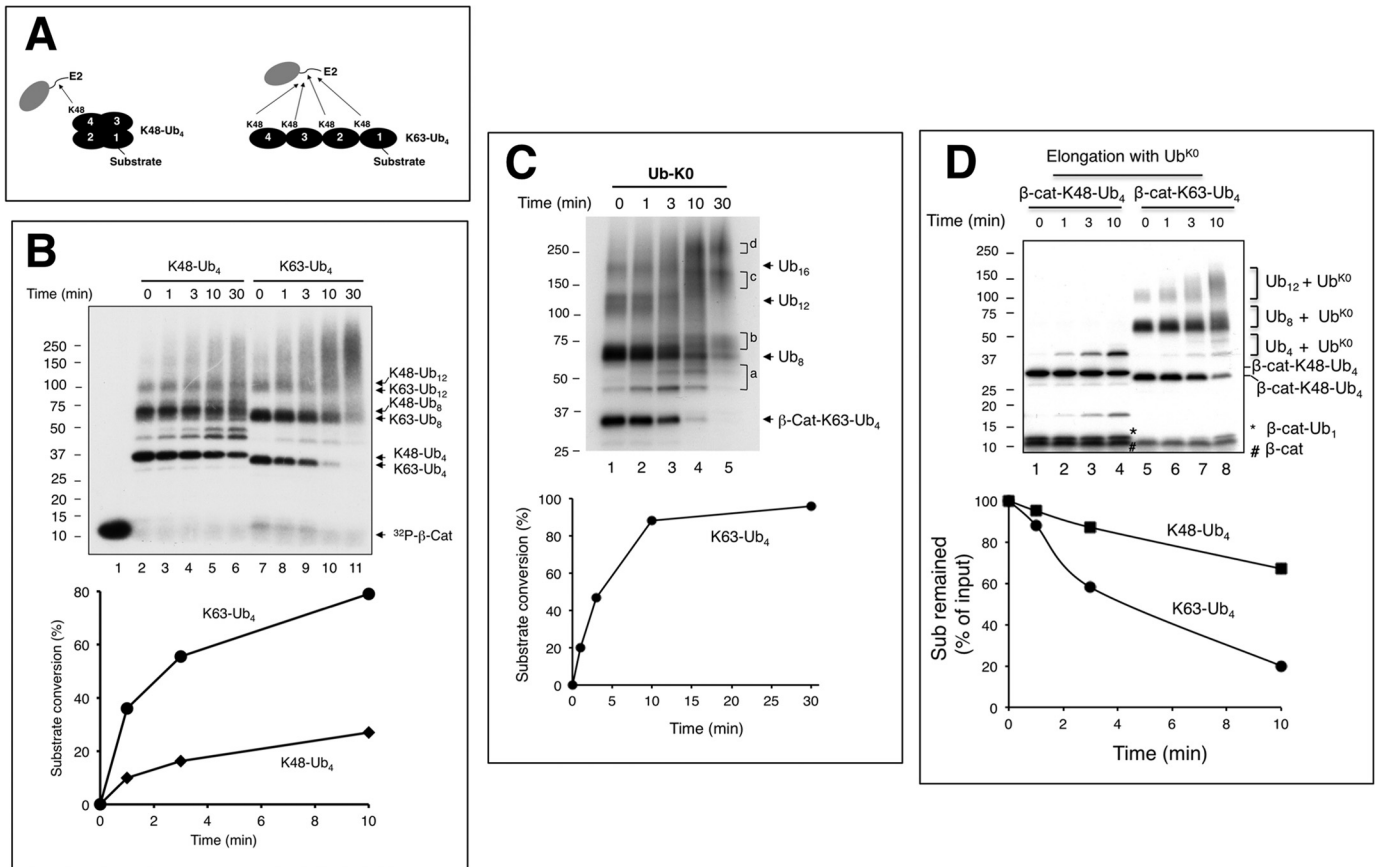 A
E2
K48
4 3
2 1
K48-Ub4
Substrate
E2
K48 K48 K48 K48
4 3 2 1
K63-Ub4
Substrate
B
K48-Ub4 K63-Ub4
Time (min) 0 1 3 10 30 0 1 3 10 30
250
150
100
75
50
37
25
20
15
10
K48-Ub12
K63-Ub12
K48-Ub8
K63-Ub8
K48-Ub4
K63-Ub4
32P-β-Cat
1 2 3 4 5 6 7 8 9 10 11
Substrate conversion (%)
80
60
40
20
0
K63-Ub4
K48-Ub4
0 2 4 6 8 10
Time (min)
C
Ub-K0
Time (min) 0 1 3 10 30
250
150
100
75
50
37
25
d
c
b
a
Ub16
Ub12
Ub8
β-Cat-K63-Ub4
1 2 3 4 5
Substrate conversion (%)
100
80
60
40
20
0
K63-Ub4
0 5 10 15 20 25 30
Time (min)
D
Elongation with UbK0
β-cat-K48-Ub4 β-cat-K63-Ub4
Time (min) 0 1 3 10 0 1 3 10
250
150
100
75
50
37
25
20
15
10
Ub12 + UbK0
Ub8 + UbK0
Ub4 + UbK0
β-cat-K48-Ub4
β-cat-K48-Ub4
*
#
* β-cat-Ub1
# β-cat
1 2 3 4 5 6 7 8
Sub remained
(% of input)
100
80
60
40
20
0
K48-Ub4
K63-Ub4
0 2 4 6 8 10
Time (min)